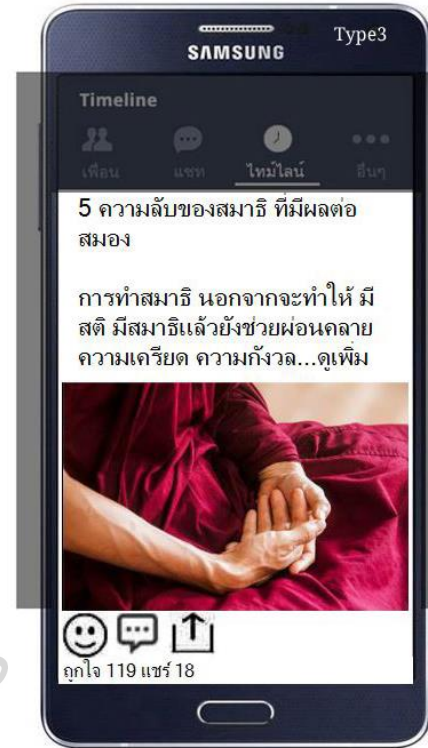 Type3
SAMSUNG
Timeline
เพื่อน แชท ไทม์ไลน์ อื่นๆ
5 ความลับของสมาธิ ที่มีผลต่อ
สมอง
การทำสมาธิ นอกจากจะทำให้ มี
สติ มีสมาธิแล้วยังช่วยผ่อนคลาย
ความเครียด ความกังวล...ดูเพิ่ม
ถูกใจ 119 แชร์ 18